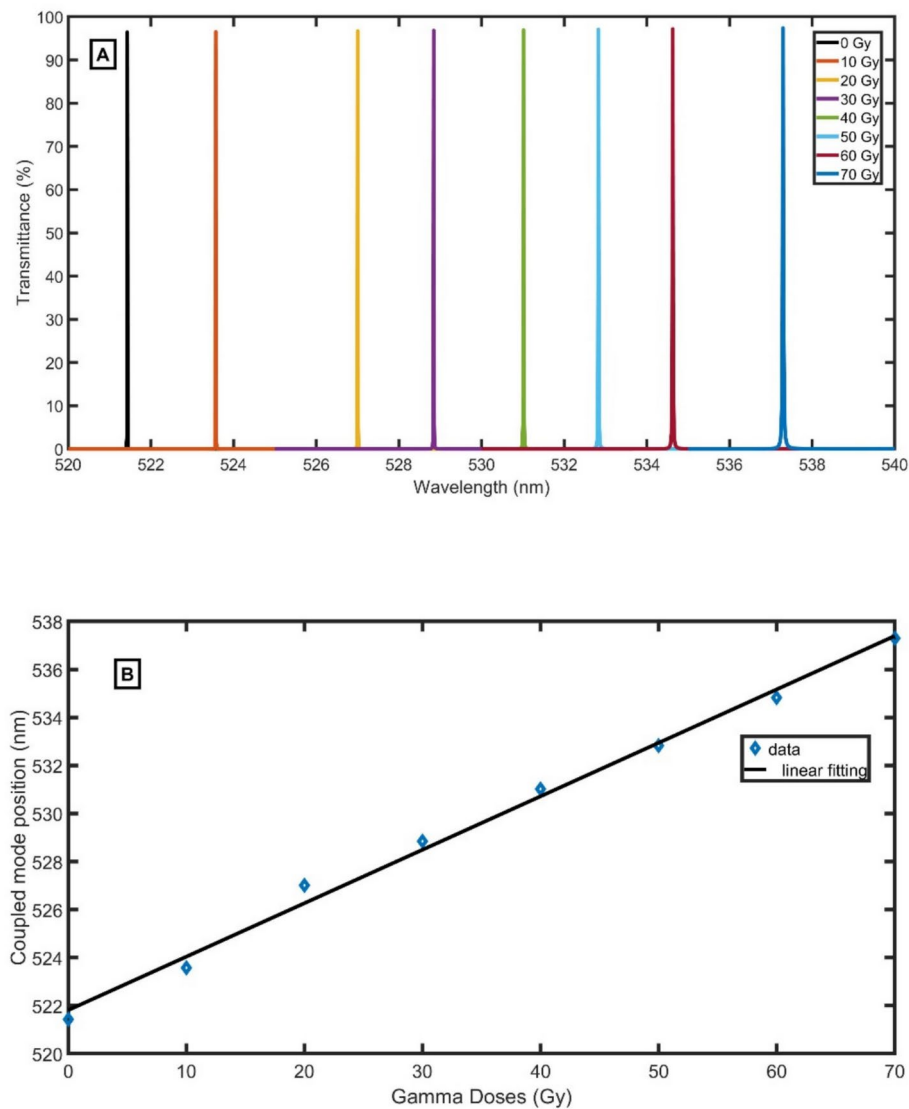 A
Transmittance (%)
100
90
80
70
60
50
40
30
20
10
0
0 Gy
10 Gy
20 Gy
30 Gy
40 Gy
50 Gy
60 Gy
70 Gy
520 522 524 526 528 530 532 534 536 538 540
Wavelength (nm)
B
Coupled mode position (nm)
538
536
534
532
530
528
526
524
522
520
data
linear fitting
0 10 20 30 40 50 60 70
Gamma Doses (Gy)